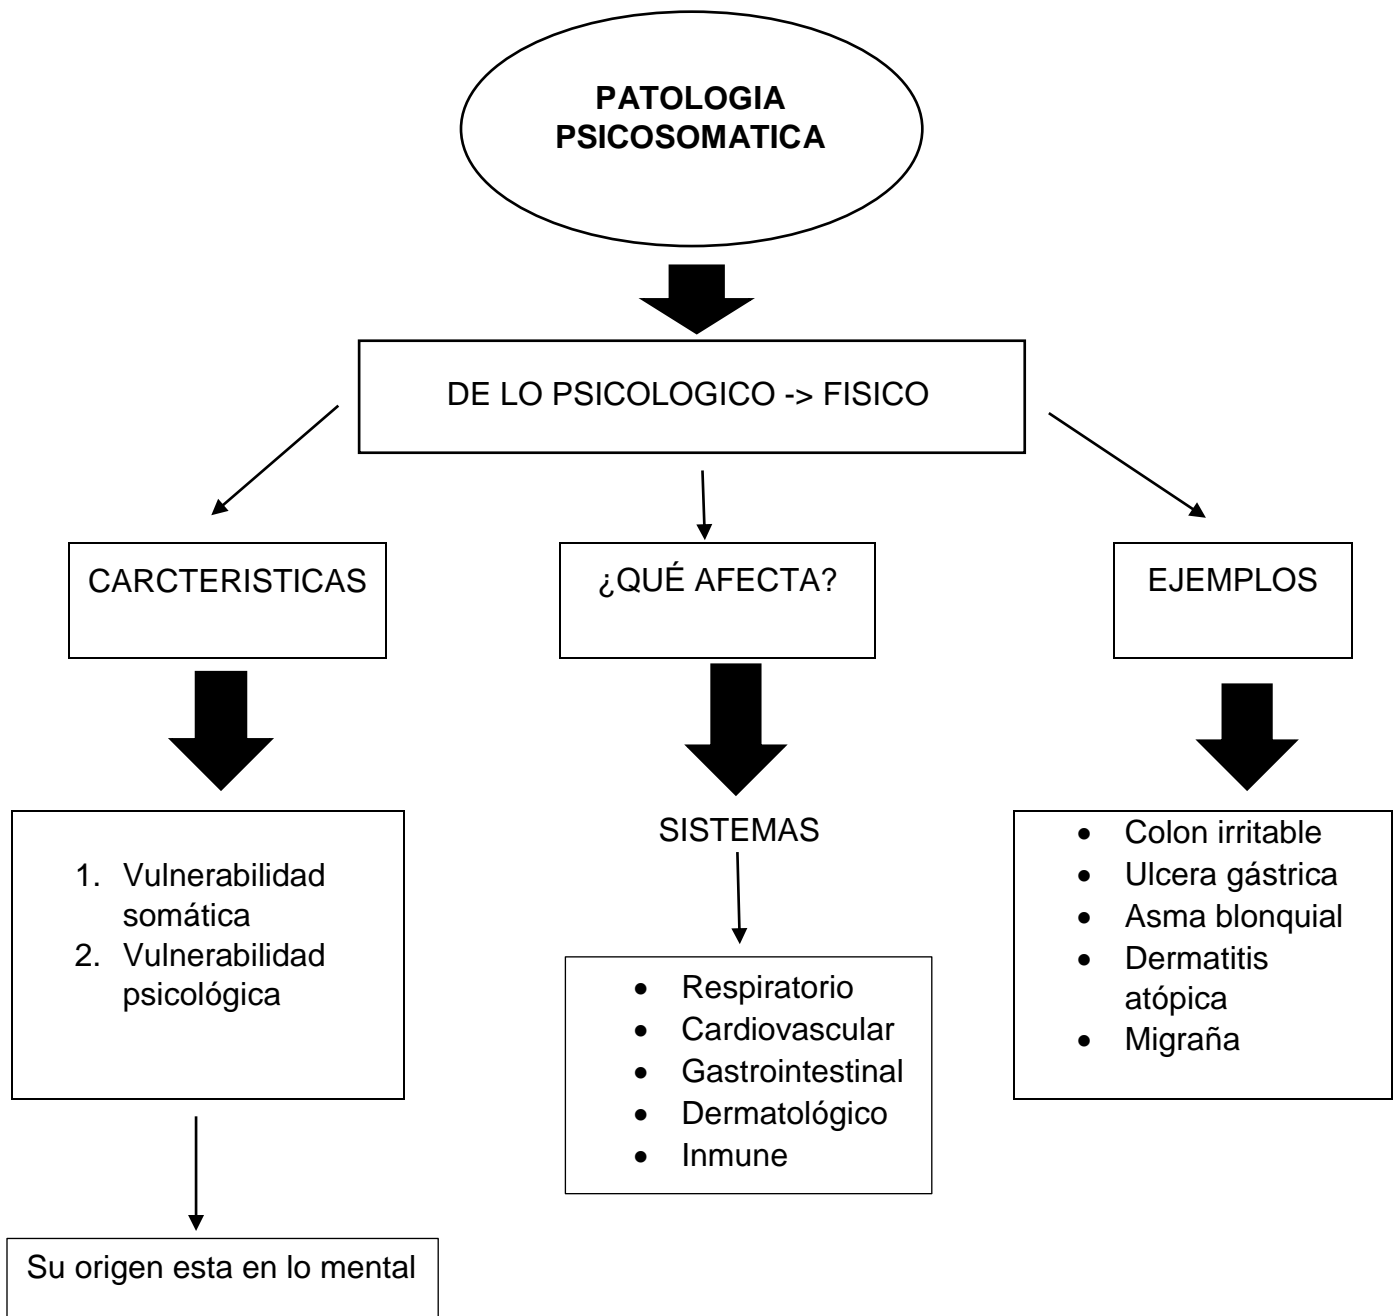 PATOLOGIA
PSICOSOMATICA
DE LO PSICOLOGICO -> FISICO
CARCTERISTICAS
¿QUÉ AFECTA?
EJEMPLOS
1. Vulnerabilidad
somática
2. Vulnerabilidad
psicológica
Su origen esta en lo mental
SISTEMAS
• Respiratorio
• Cardiovascular
• Gastrointestinal
• Dermatológico
• Inmune
• Colon irritable
• Ulcera gástrica
• Asma blonquial
• Dermatitis
atópica
• Migraña